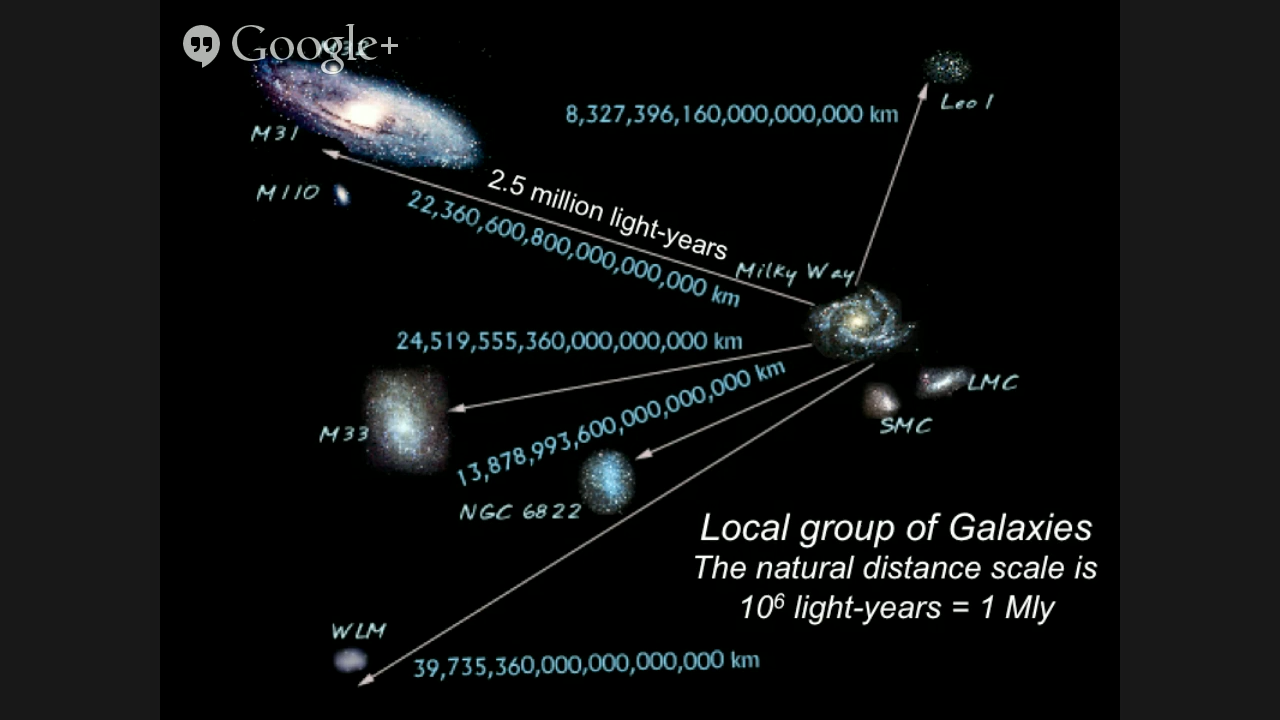 Google+
M32
Leo I
8,327,396,160,000,000,000 km
M31
M110
2.5 million light-years
22,360,600,800,000,000,000 km
Milky Way
24,519,555,360,000,000,000 km
13,878,993,600,000,000,000 km
LMC
SMC
M33
NGC 6822
Local group of Galaxies
The natural distance scale is
10⁶ light-years = 1 Mly
WLM
39,735,360,000,000,000,000 km